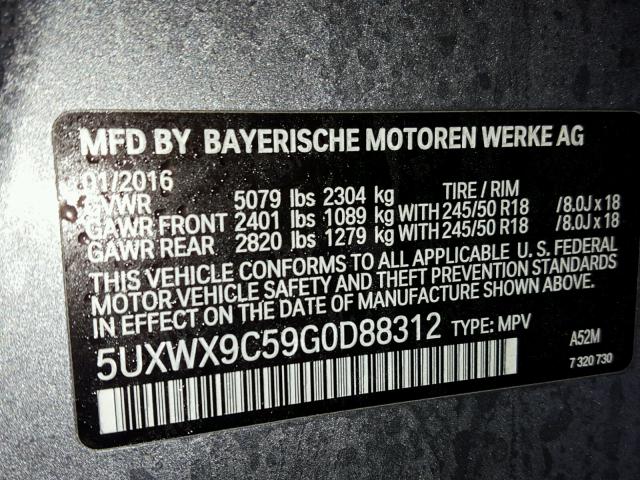 MFD BY BAYERISCHE MOTOREN WERKE AG
01/2016
GVWR 5079 lbs 2304 kg TIRE / RIM
GAWR FRONT 2401 lbs 1089 kg WITH 245/50 R18 /8.0J x 18
GAWR REAR 2820 lbs 1279 kg WITH 245/50 R18 /8.0J x 18
THIS VEHICLE CONFORMS TO ALL APPLICABLE U. S. FEDERAL
MOTOR-VEHICLE SAFETY AND THEFT PREVENTION STANDARDS
IN EFFECT ON THE DATE OF MANUFACTURE SHOWN ABOVE.
5UXWX9C59G0D88312 TYPE: MPV A52M
7 320 730